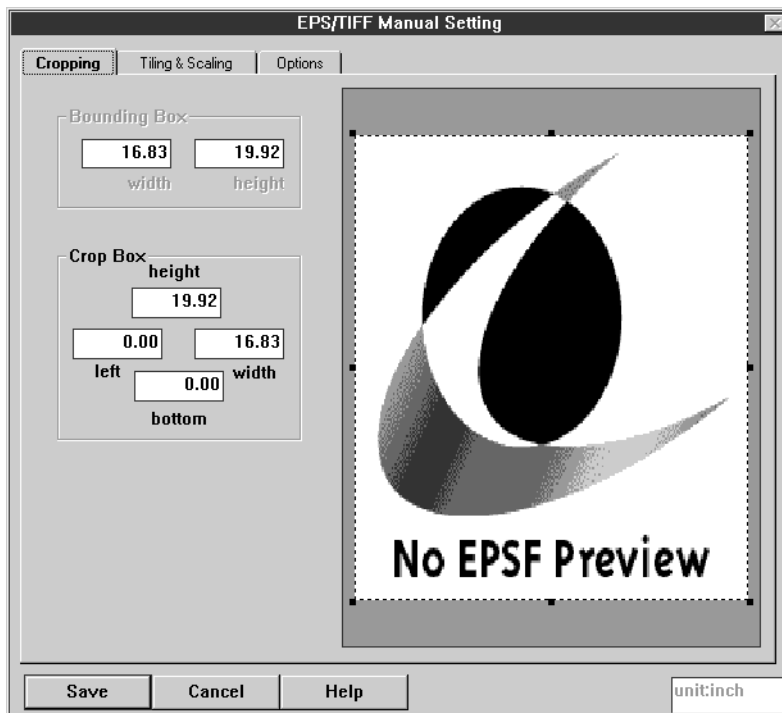 EPS/TIFF Manual Setting
Cropping Tiling & Scaling Options
Bounding Box
16.83 19.92
width height
Crop Box
height
19.92
0.00 16.83
left width
0.00
bottom
No EPSF Preview
Save Cancel Help
unit:inch